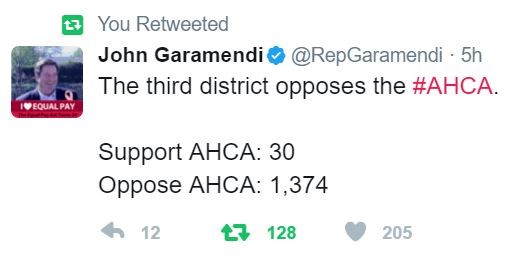 You Retweeted
John Garamendi @RepGaramendi · 5h
The third district opposes the #AHCA.
Support AHCA: 30
Oppose AHCA: 1,374
12 128 205
I ♥ EQUAL PAY